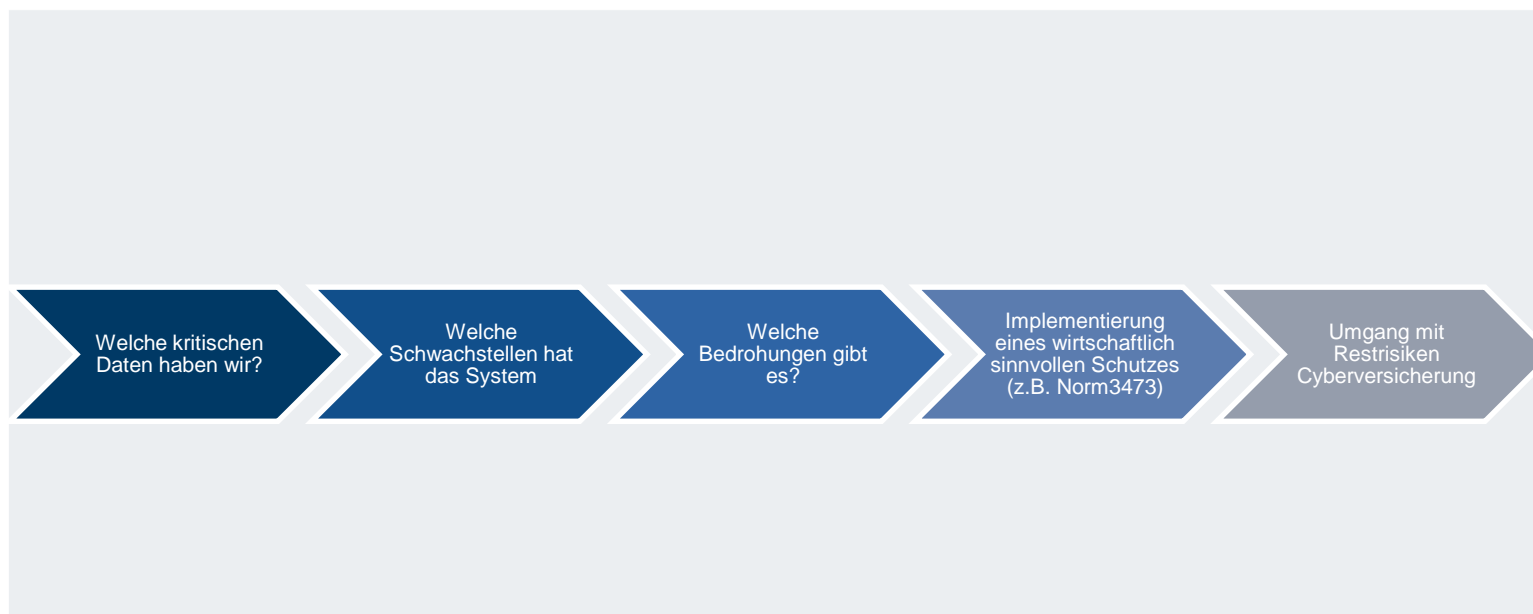 Welche kritischen
Daten haben wir?
Welche
Schwachstellen hat
das System
Welche
Bedrohungen gibt
es?
Implementierung
eines wirtschaftlich
sinnvollen Schutzes
(z.B. Norm3473)
Umgang mit
Restrisiken
Cyberversicherung